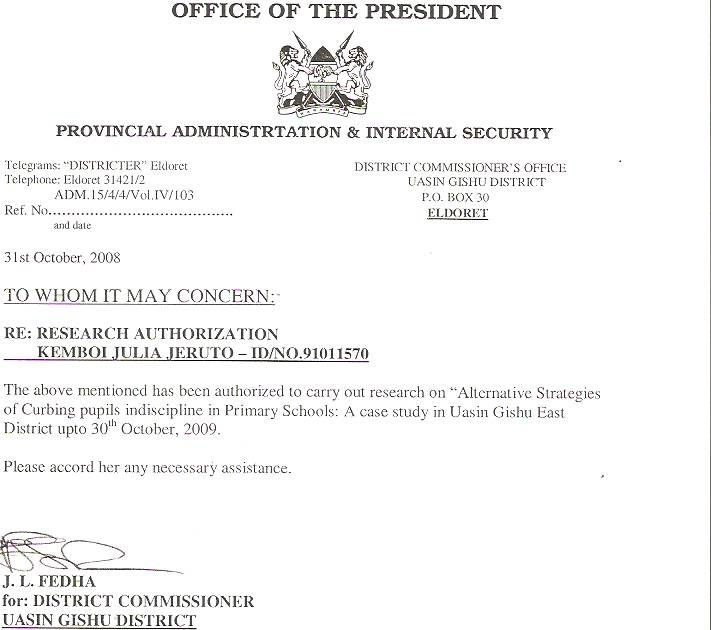 OFFICE OF THE PRESIDENT
PROVINCIAL ADMINISTRTATION & INTERNAL SECURITY
Telegrams: "DISTRICTER" Eldoret
Telephone: Eldoret 31421/2
ADM.15/4/4/Vol.IV/103
Ref. No.......................................
and date
DISTRICT COMMISSIONER'S OFFICE
UASIN GISHU DISTRICT
P.O. BOX 30
ELDORET
31st October, 2008
TO WHOM IT MAY CONCERN:
RE: RESEARCH AUTHORIZATION
KEMBOI JULIA JERUTO – ID/NO.91011570
The above mentioned has been authorized to carry out research on "Alternative Strategies
of Curbing pupils indiscipline in Primary Schools: A case study in Uasin Gishu East
District upto 30th October, 2009.
Please accord her any necessary assistance.
J. L. FEDHA
for: DISTRICT COMMISSIONER
UASIN GISHU DISTRICT